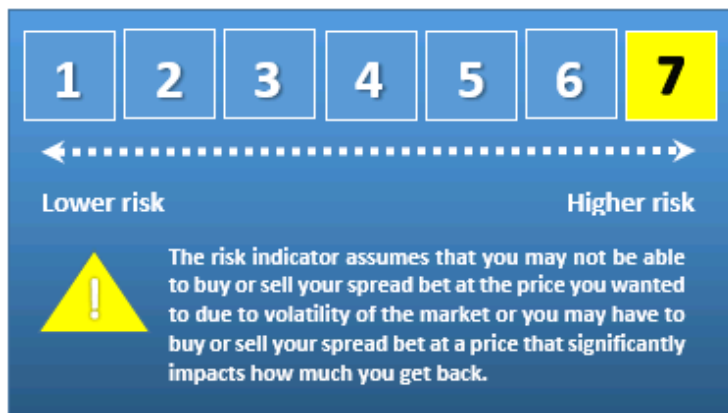 1 2 3 4 5 6 7
Lower risk Higher risk
! The risk indicator assumes that you may not be able
to buy or sell your spread bet at the price you wanted
to due to volatility of the market or you may have to
buy or sell your spread bet at a price that significantly
impacts how much you get back.